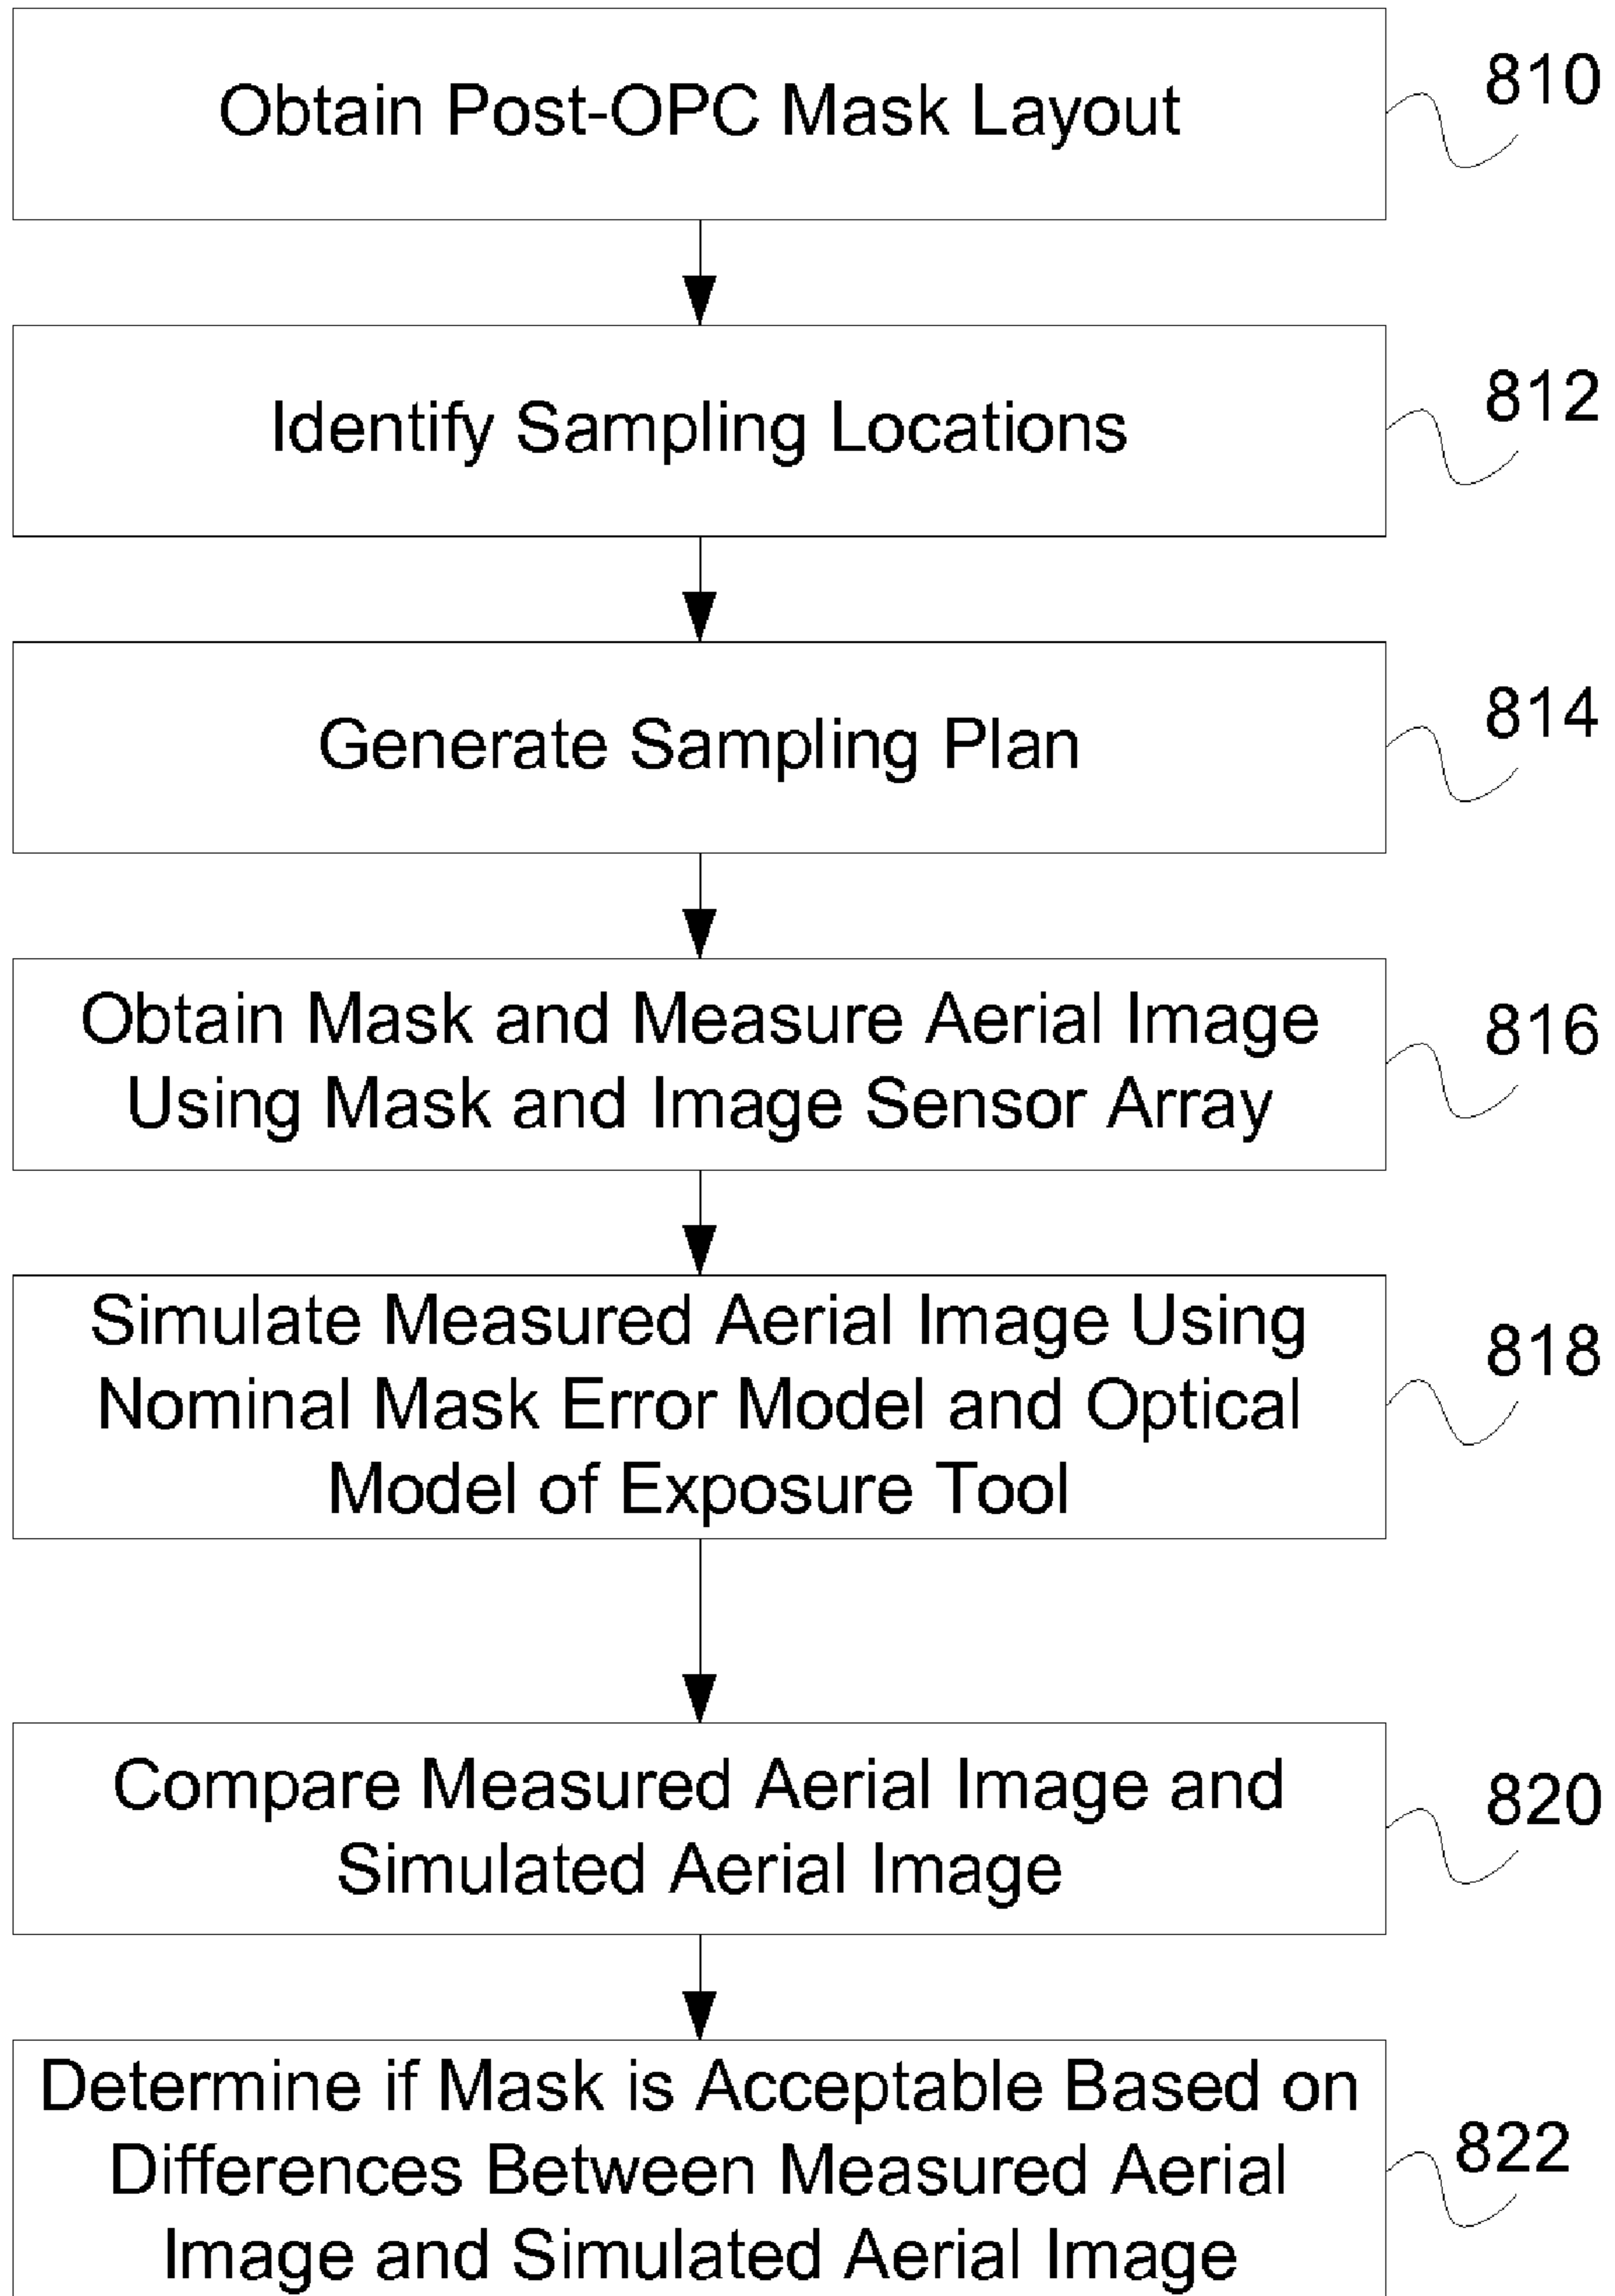 Obtain Post-OPC Mask Layout
810
Identify Sampling Locations
812
Generate Sampling Plan
814
Obtain Mask and Measure Aerial Image
Using Mask and Image Sensor Array
816
Simulate Measured Aerial Image Using
Nominal Mask Error Model and Optical
Model of Exposure Tool
818
Compare Measured Aerial Image and
Simulated Aerial Image
820
Determine if Mask is Acceptable Based on
Differences Between Measured Aerial
Image and Simulated Aerial Image
822